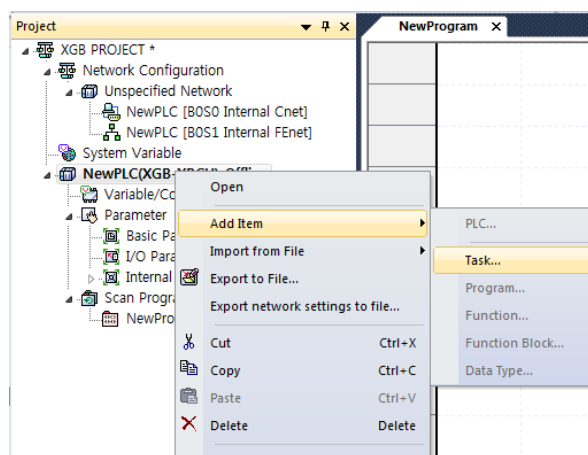 Project
NewProgram
XGB PROJECT *
Network Configuration
Unspecified Network
NewPLC [B0S0 Internal Cnet]
NewPLC [B0S1 Internal FEnet]
System Variable
NewPLC(XGB-
Variable/Co
Parameter
Basic Pa
I/O Para
Internal
Scan Progra
NewPro
Open
Add Item
Import from File
Export to File...
Export network settings to file...
Cut Ctrl+X
Copy Ctrl+C
Paste Ctrl+V
Delete Delete
PLC...
Task...
Program...
Function...
Function Block...
Data Type...